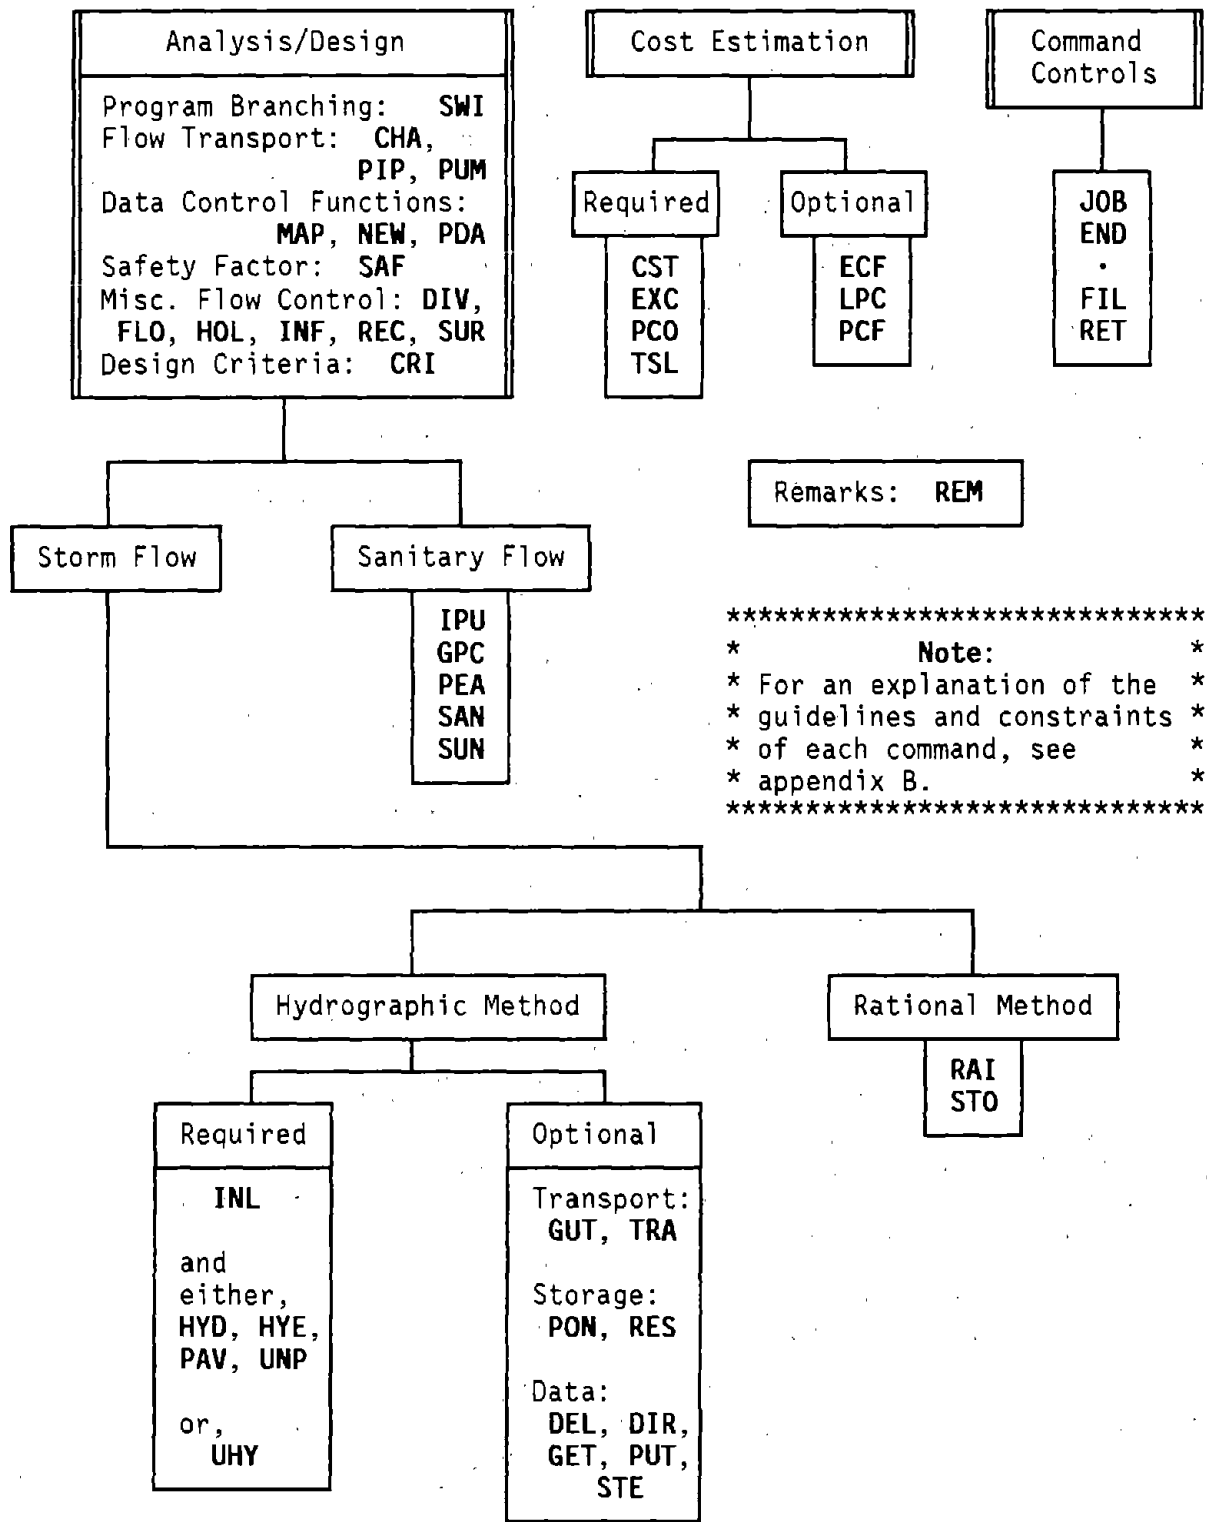 Analysis/Design
Program Branching: SWI
Flow Transport: CHA,
PIP, PUM
Data Control Functions:
MAP, NEW, PDA
Safety Factor: SAF
Misc. Flow Control: DIV,
FLO, HOL, INF, REC, SUR
Design Criteria: CRI
Cost Estimation
Required
CST
EXC
PCO
TSL
Optional
ECF
LPC
PCF
Command
Controls
JOB
END
.
FIL
RET
Remarks: REM
Storm Flow
Sanitary Flow
IPU
GPC
PEA
SAN
SUN
******************************
* Note: *
* For an explanation of the *
* guidelines and constraints *
* of each command, see *
* appendix B. *
******************************
Hydrographic Method
Rational Method
RAI
STO
Required
INL
and
either,
HYD, HYE,
PAV, UNP
or,
UHY
Optional
Transport:
GUT, TRA
Storage:
PON, RES
Data:
DEL, DIR,
GET, PUT,
STE